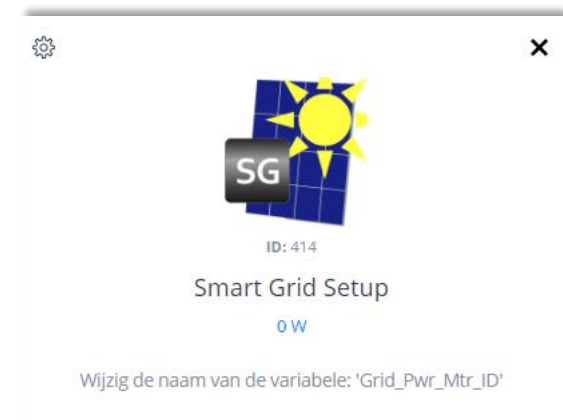 SG
ID: 414
Smart Grid Setup
0 W
Wijzig de naam van de variabele: 'Grid_Pwr_Mtr_ID'